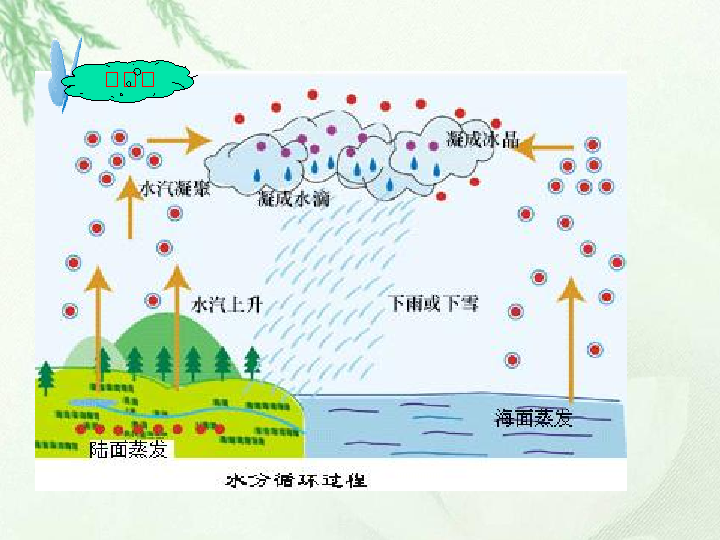 凝成冰晶
水汽凝聚
凝成水滴
水汽上升
下雨或下雪
海面蒸发
陆面蒸发
水分循环过程